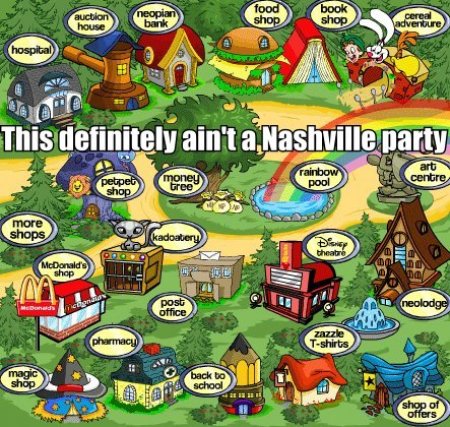 auction
house
neopian
bank
food
shop
book
shop
cereal
adventure
hospital
This definitely ain't a Nashville party
petpet
shop
money
tree
rainbow
pool
art
centre
more
shops
kadoatery
Disney
theatre
McDonald's
shop
McDonald's
post
office
neolodge
pharmacy
zazzle
T-shirts
magic
shop
back to
school
shop of
offers